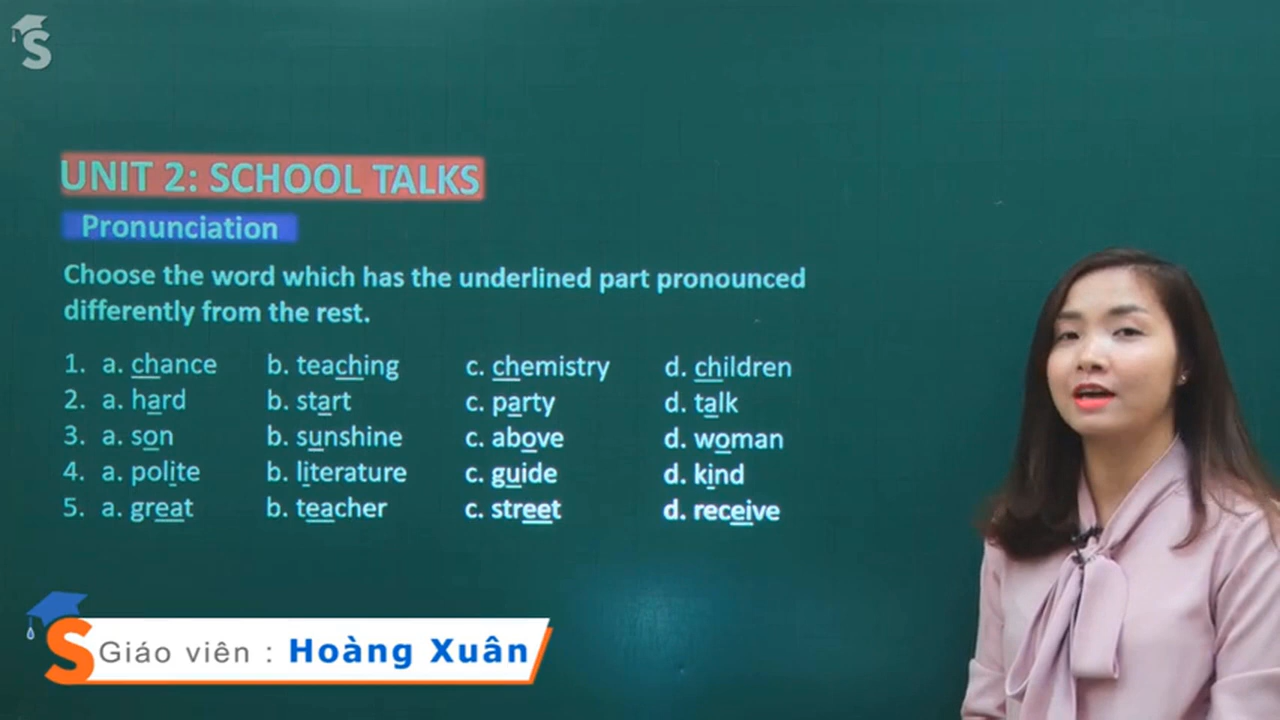 S
UNIT 2: SCHOOL TALKS
Pronunciation
Choose the word which has the underlined part pronounced
differently from the rest.
1. a. chance b. teaching c. chemistry d. children
2. a. hard b. start c. party d. talk
3. a. son b. sunshine c. above d. woman
4. a. polite b. literature c. guide d. kind
5. a. great b. teacher c. street d. receive
S Giáo viên : Hoàng Xuân